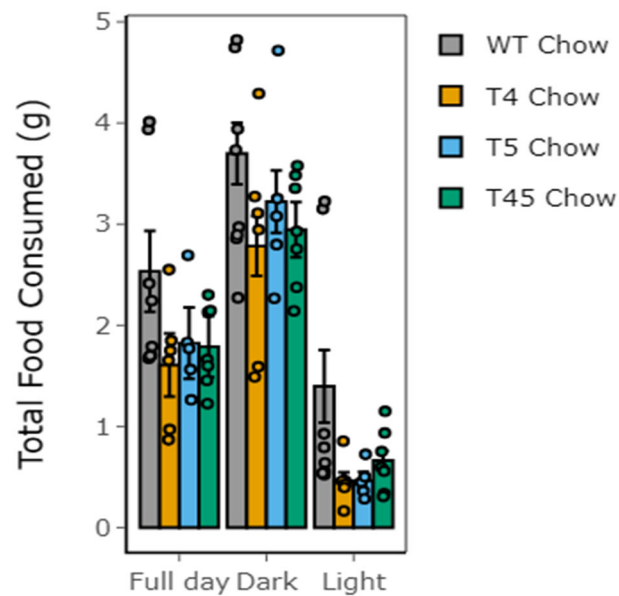 Total Food Consumed (g)
5
4
3
2
1
0
Full day Dark Light
WT Chow
T4 Chow
T5 Chow
T45 Chow